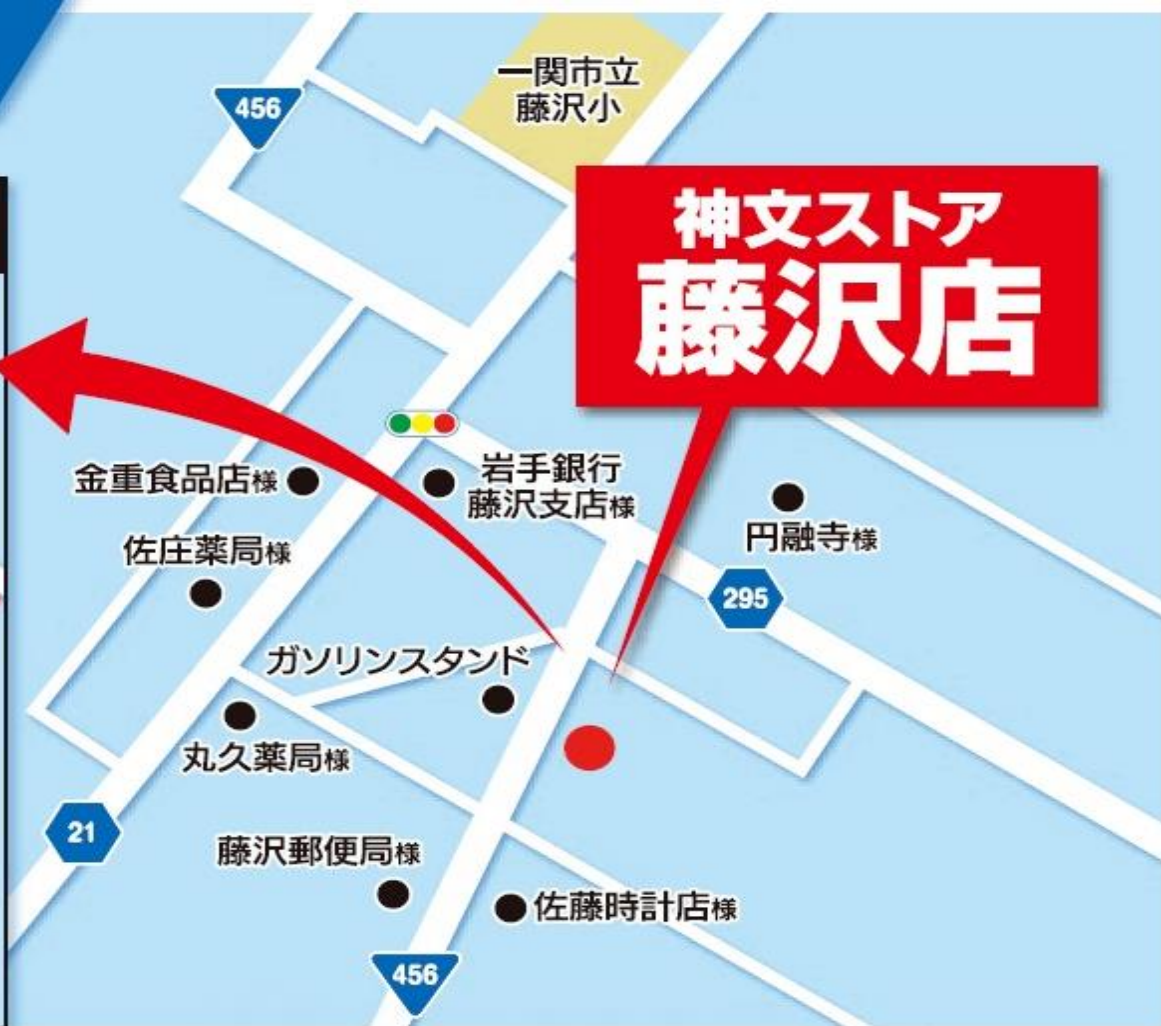 一関市立
藤沢小
456
神文ストア
藤沢店
岩手銀行
藤沢支店様
金重食品店様
円融寺様
佐庄薬局様
295
ガソリンスタンド
丸久薬局様
21
藤沢郵便局様
佐藤時計店様
456